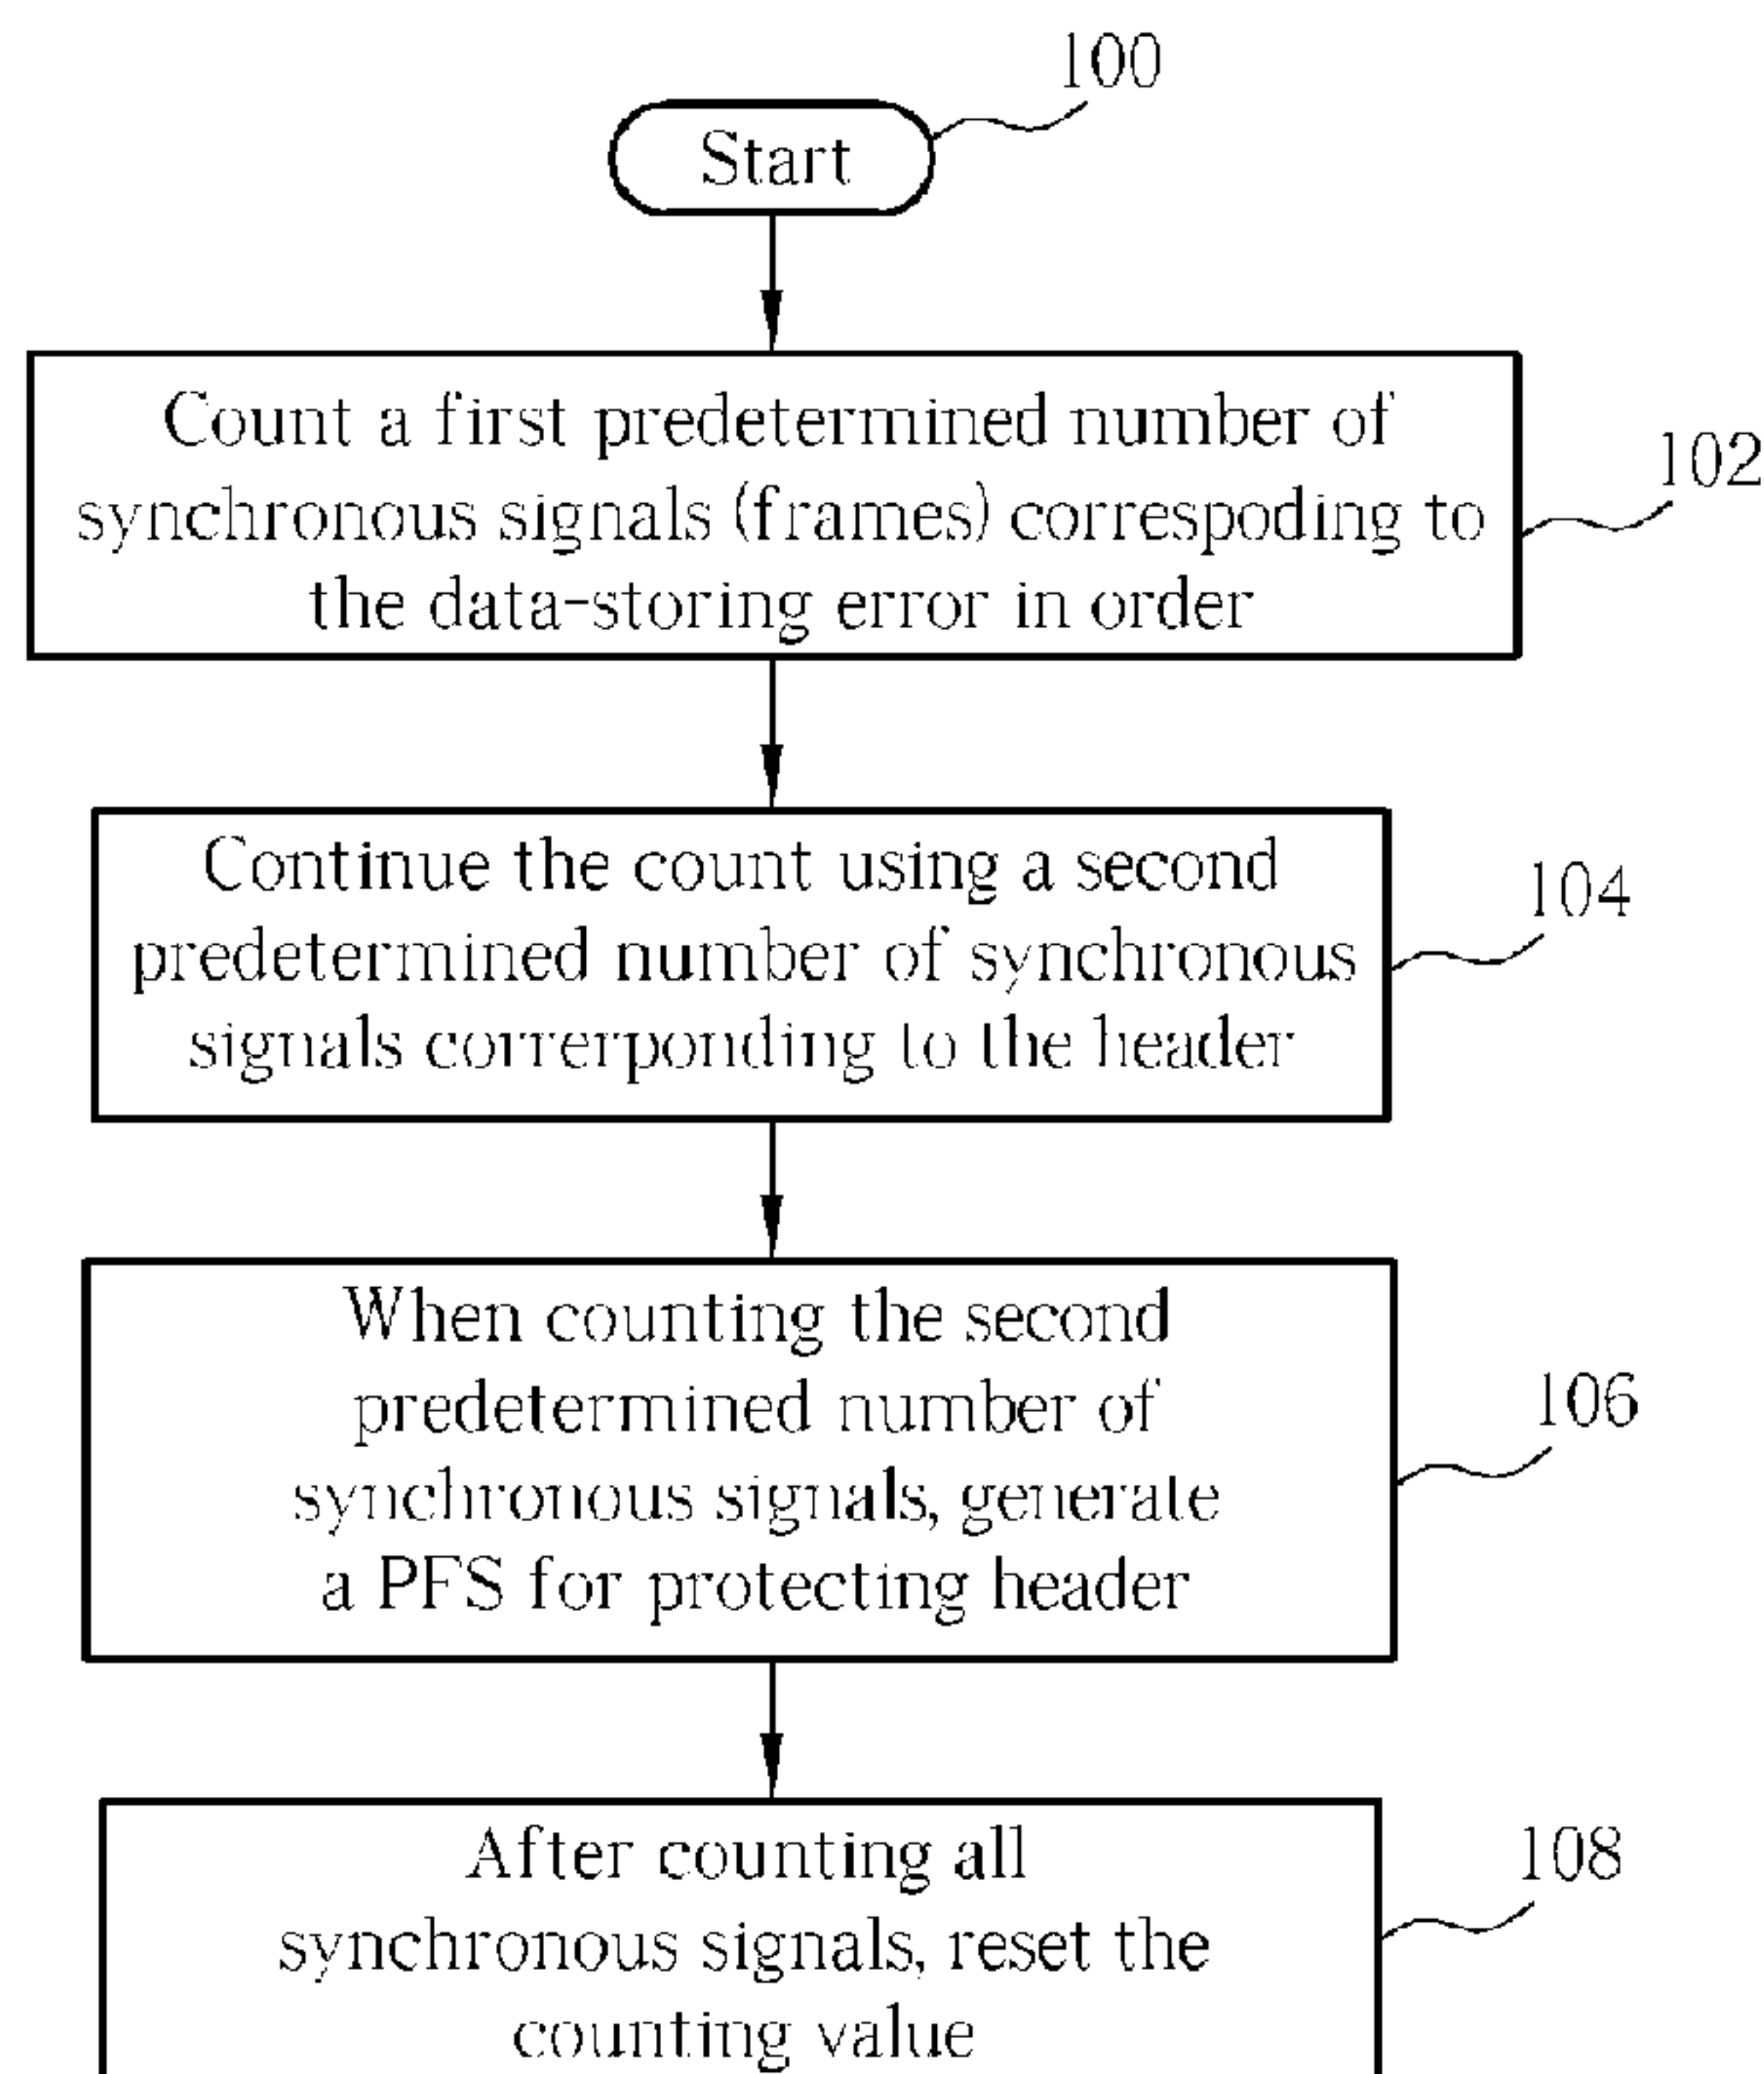 100
Start
Count a first predetermined number of
synchronous signals (frames) correspoding to
the data-storing error in order
102
Continue the count using a second
predetermined number of synchronous
signals correrponding to the header
104
When counting the second
predetermined number of
synchronous signals, generate
a PFS for protecting header
106
After counting all
synchronous signals, reset the
counting value
108